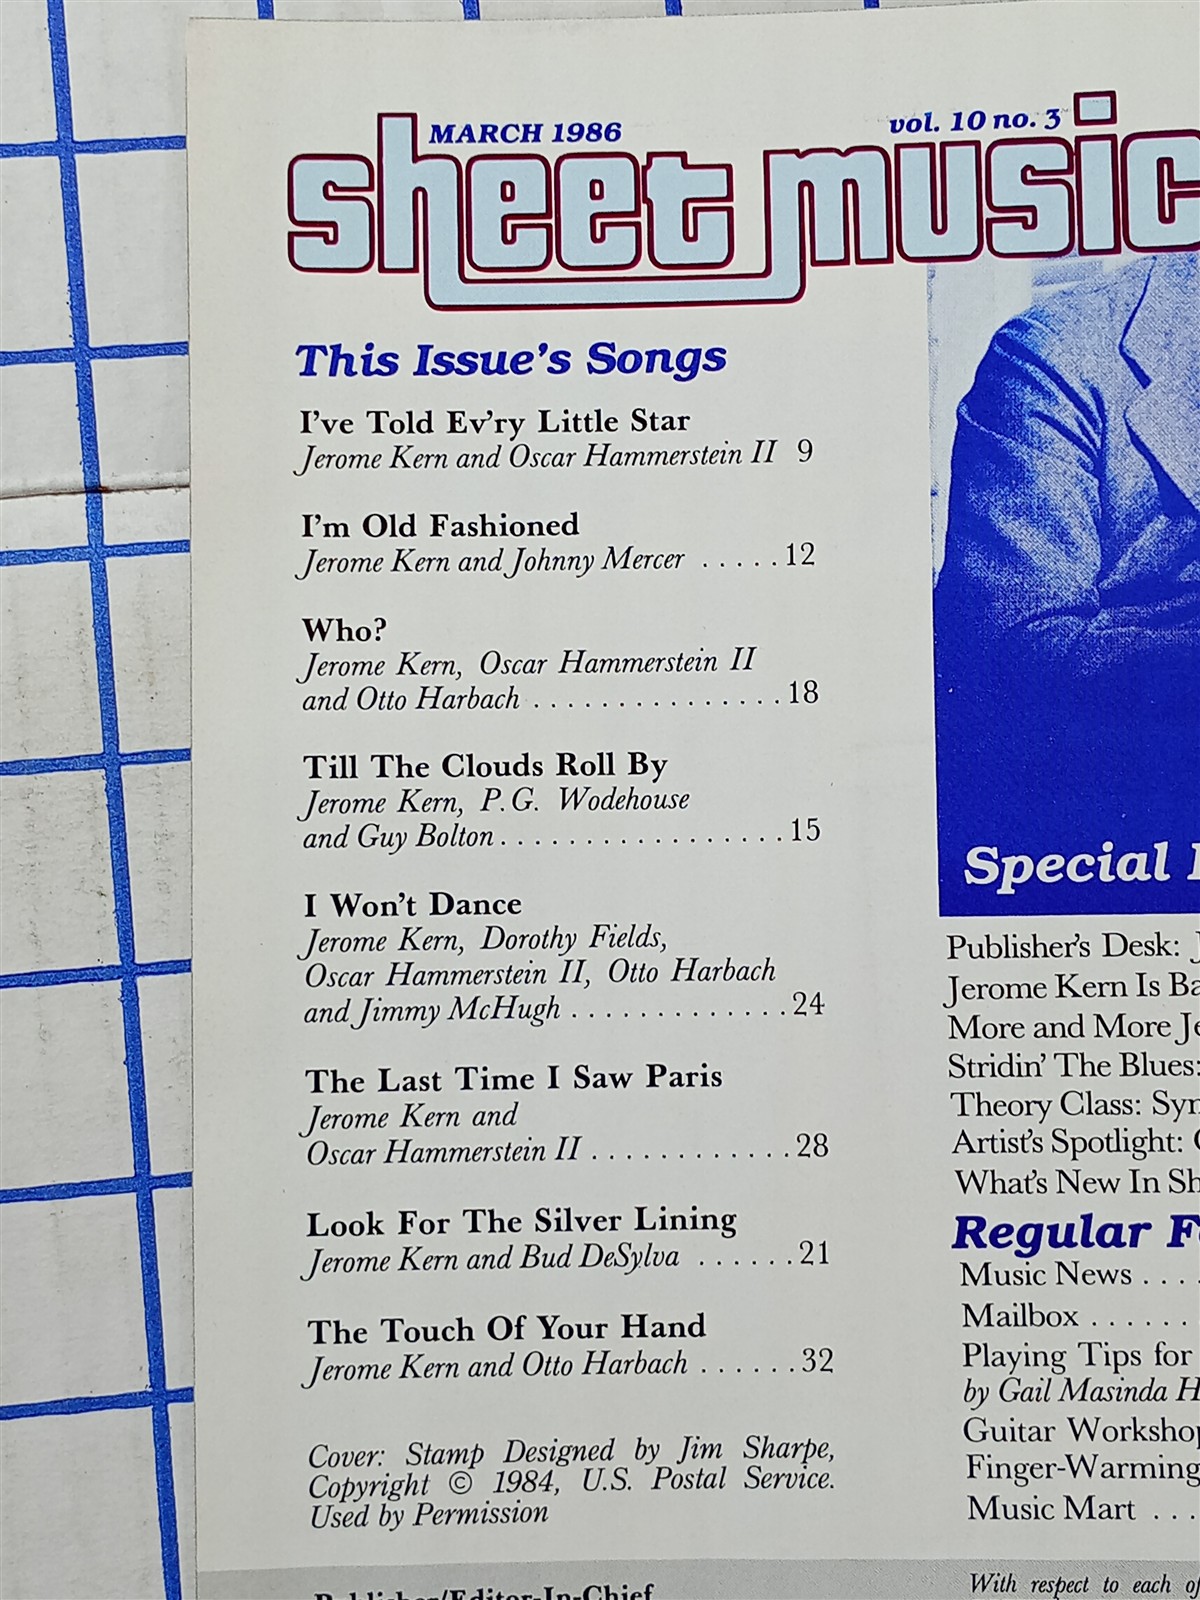 MARCH 1986
vol. 10 no. 3
sheet music
This Issue's Songs
I've Told Ev'ry Little Star
Jerome Kern and Oscar Hammerstein II 9
I'm Old Fashioned
Jerome Kern and Johnny Mercer .....12
Who?
Jerome Kern, Oscar Hammerstein II
and Otto Harbach ...............18
Till The Clouds Roll By
Jerome Kern, P.G. Wodehouse
and Guy Bolton.................15
I Won't Dance
Jerome Kern, Dorothy Fields,
Oscar Hammerstein II, Otto Harbach
and Jimmy McHugh .............24
The Last Time I Saw Paris
Jerome Kern and
Oscar Hammerstein II ............28
Look For The Silver Lining
Jerome Kern and Bud DeSylva ......21
The Touch Of Your Hand
Jerome Kern and Otto Harbach ......32
Cover: Stamp Designed by Jim Sharpe,
Copyright © 1984, U.S. Postal Service.
Used by Permission
Publisher/Editor-In-Chief
Special
Publisher's Desk:
Jerome Kern Is
More and More
Stridin' The Blues:
Theory Class:
Artist's Spotlight:
What's New In
Regular
Music News ....
Mailbox ......
Playing Tips for
by Gail Masinda
Guitar
Finger-Warming
Music Mart ...
With respect to each